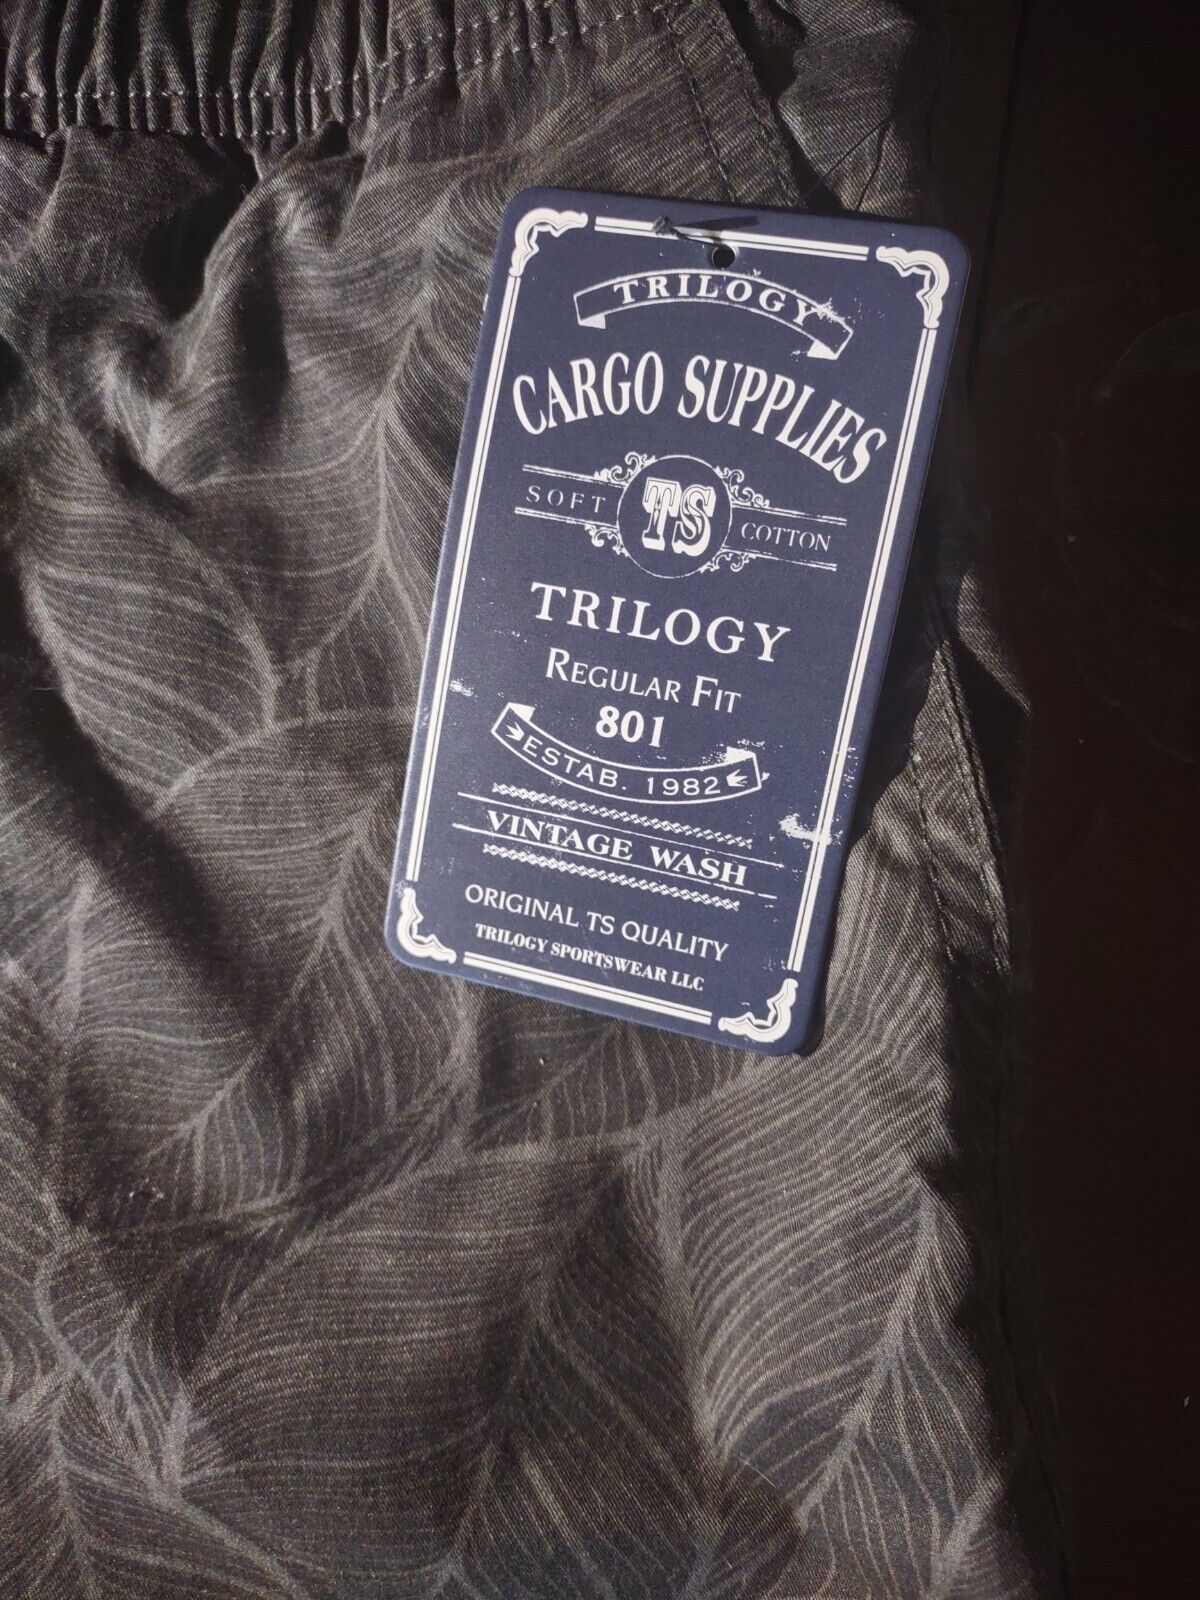 TRILOGY
CARGO SUPPLIES
SOFT TS COTTON
TRILOGY
REGULAR FIT
801
ESTAB. 1982
VINTAGE WASH
ORIGINAL TS QUALITY
TRILOGY SPORTSWEAR LLC